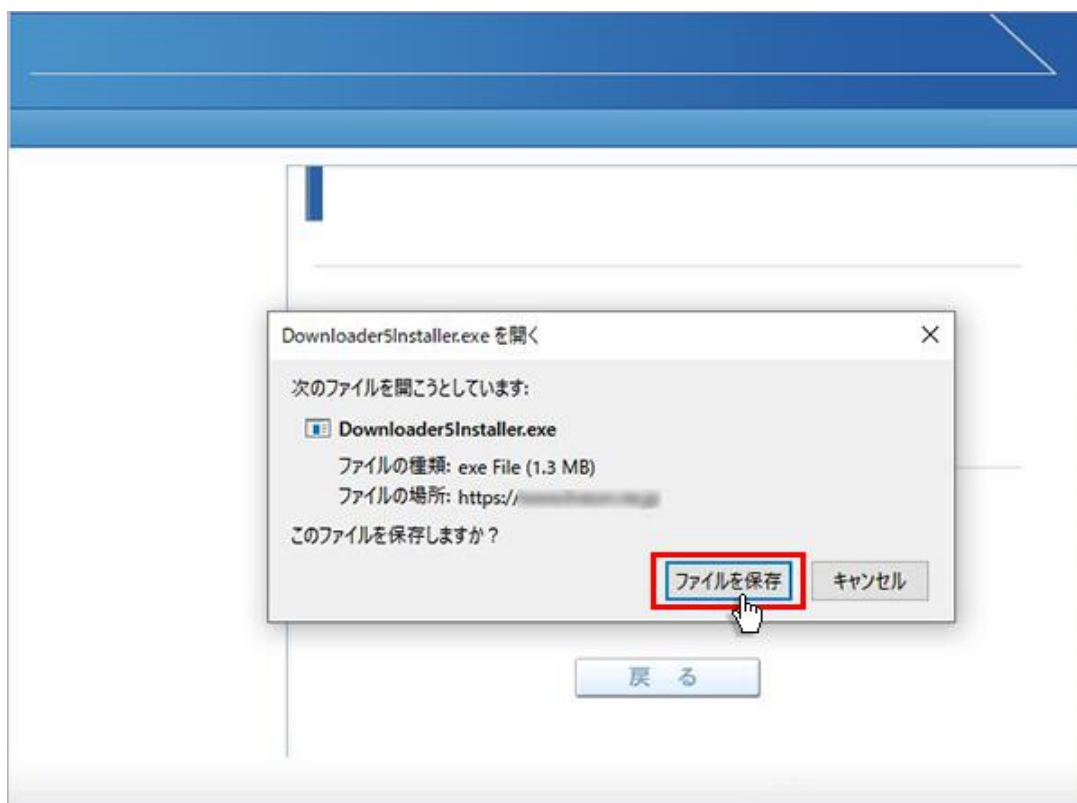 Downloader5Installer.exe を開く
次のファイルを開こうとしています:
Downloader5Installer.exe
ファイルの種類: exe File (1.3 MB)
ファイルの場所: https://
このファイルを保存しますか？
ファイルを保存 キャンセル
戻 る